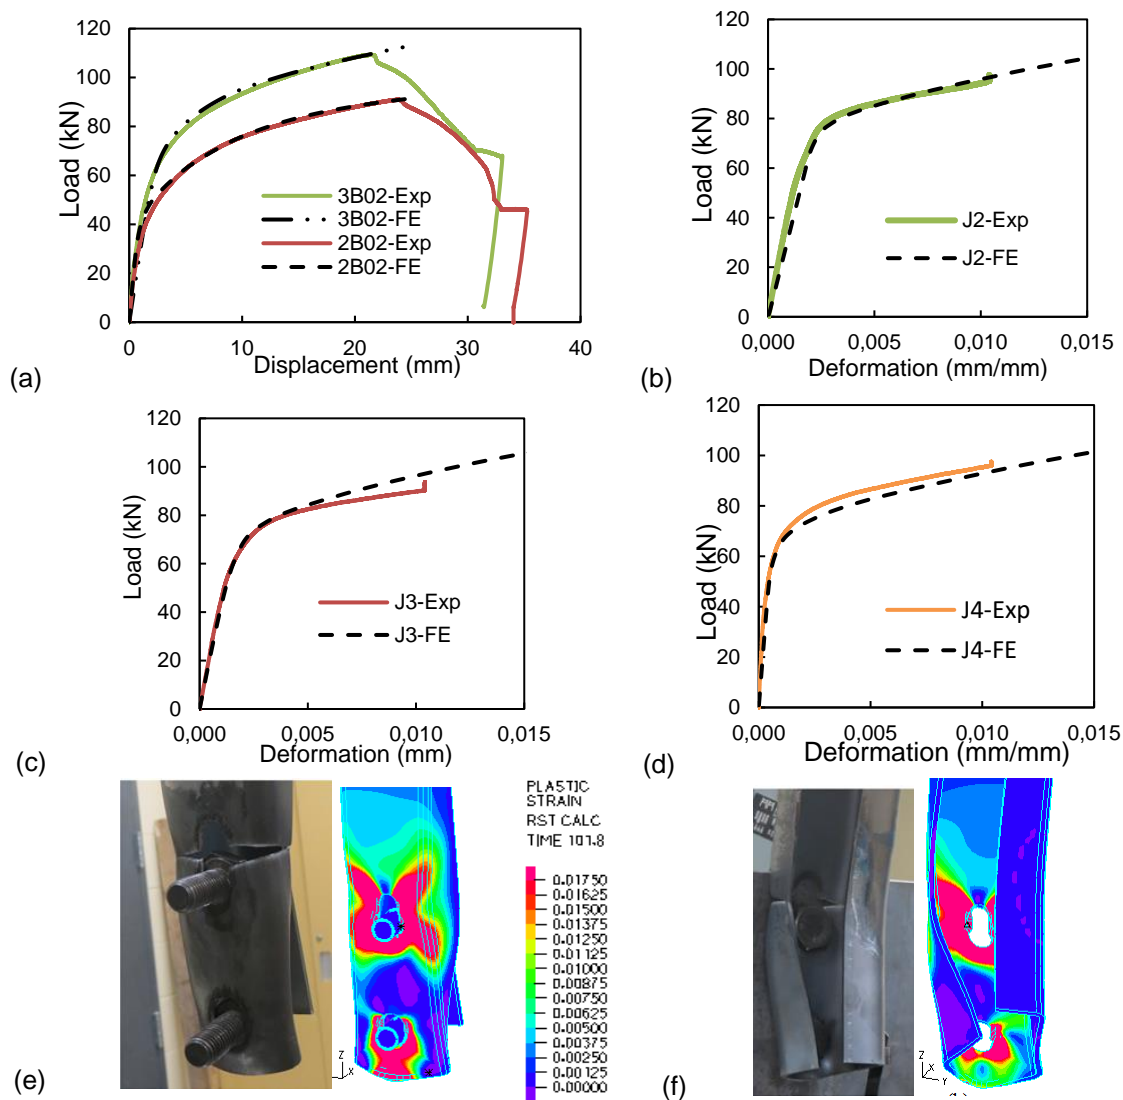 120
100
80
60
40
20
0
Load (kN)
3B02-Exp
3B02-FE
2B02-Exp
2B02-FE
0 10 20 30 40
Displacement (mm)
(a)
120
100
80
60
40
20
0
Load (kN)
J2-Exp
J2-FE
0,000 0,005 0,010 0,015
Deformation (mm/mm)
(b)
120
100
80
60
40
20
0
Load (kN)
J3-Exp
J3-FE
0,000 0,005 0,010 0,015
Deformation (mm)
(c)
120
100
80
60
40
20
0
Load (kN)
J4-Exp
J4-FE
0,000 0,005 0,010 0,015
Deformation (mm/mm)
(d)
PLASTIC
STRAIN
RST CALC
TIME 101.8
0.01750
0.01625
0.01500
0.01375
0.01250
0.01125
0.01000
0.00875
0.00750
0.00625
0.00500
0.00375
0.00250
0.00125
0.00000
Z
X
(e)
Z
X Y
(f)